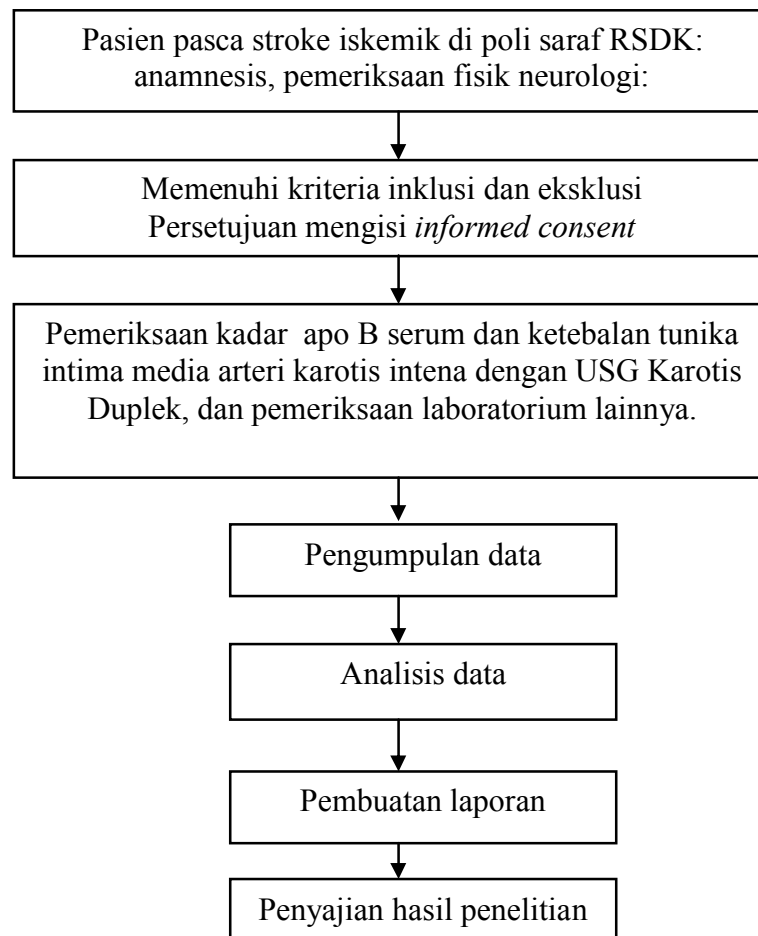 Pasien pasca stroke iskemik di poli saraf RSDK:
anamnesis, pemeriksaan fisik neurologi:
Memenuhi kriteria inklusi dan eksklusi
Persetujuan mengisi informed consent
Pemeriksaan kadar  apo B serum dan ketebalan tunika
intima media arteri karotis intena dengan USG Karotis
Duplek, dan pemeriksaan laboratorium lainnya.
Pengumpulan data
Analisis data
Pembuatan laporan
Penyajian hasil penelitian